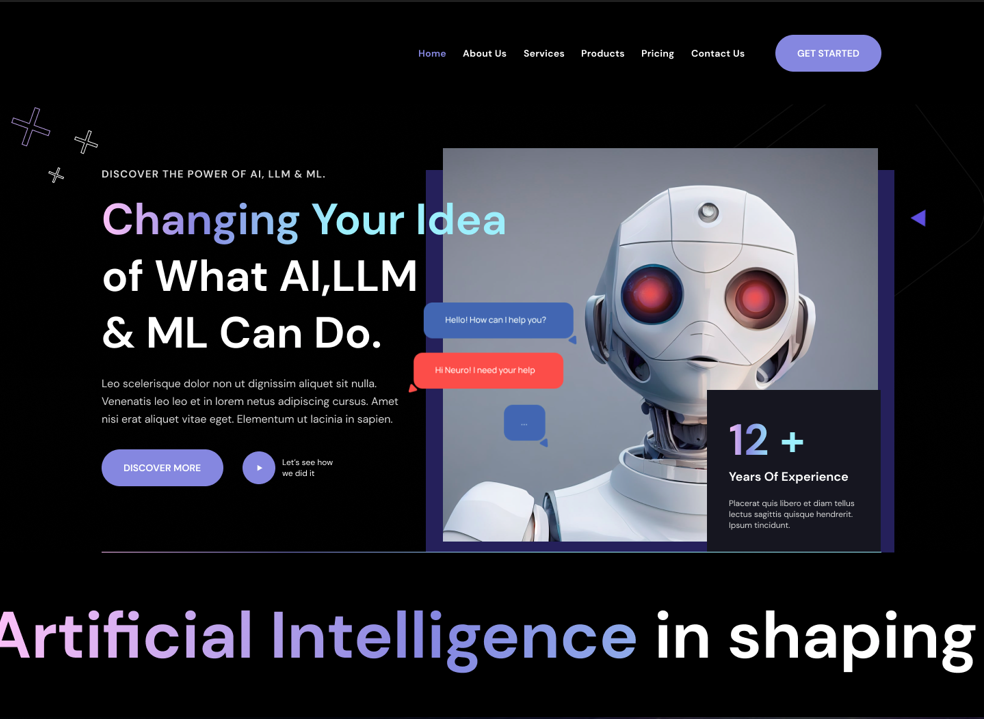 Home About Us Services Products Pricing Contact Us GET STARTED
DISCOVER THE POWER OF AI, LLM & ML.
Changing Your Idea
of What AI,LLM
& ML Can Do.
Leo scelerisque dolor non ut dignissim aliquet sit nulla.
Venenatis leo leo et in lorem netus adipiscing cursus. Amet
nisi erat aliquet vitae eget. Elementum ut lacinia in sapien.
DISCOVER MORE
Let's see how
we did it
Hello! How can I help you?
Hi Neuro! I need your help
...
12 +
Years Of Experience
Placerat quis libero et diam tellus
lectus sagittis quisque hendrerit.
Ipsum tincidunt.
Artificial Intelligence in shaping